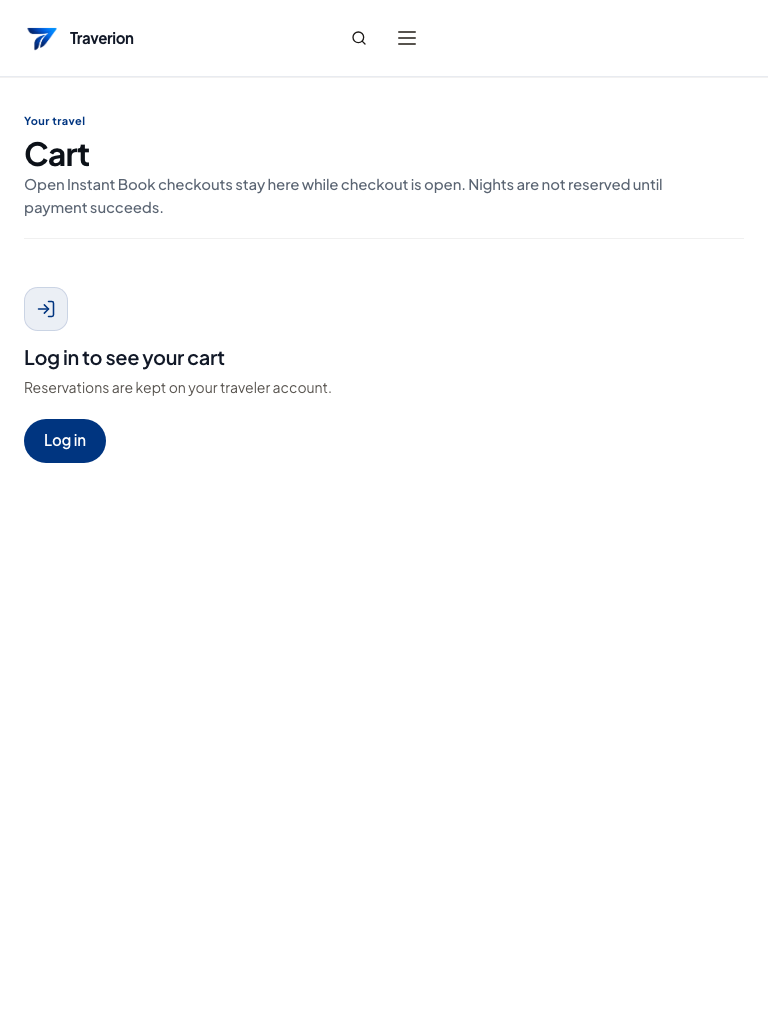 Traverion
Your travel
Cart
Open Instant Book checkouts stay here while checkout is open. Nights are not reserved until
payment succeeds.
Log in to see your cart
Reservations are kept on your traveler account.
Log in